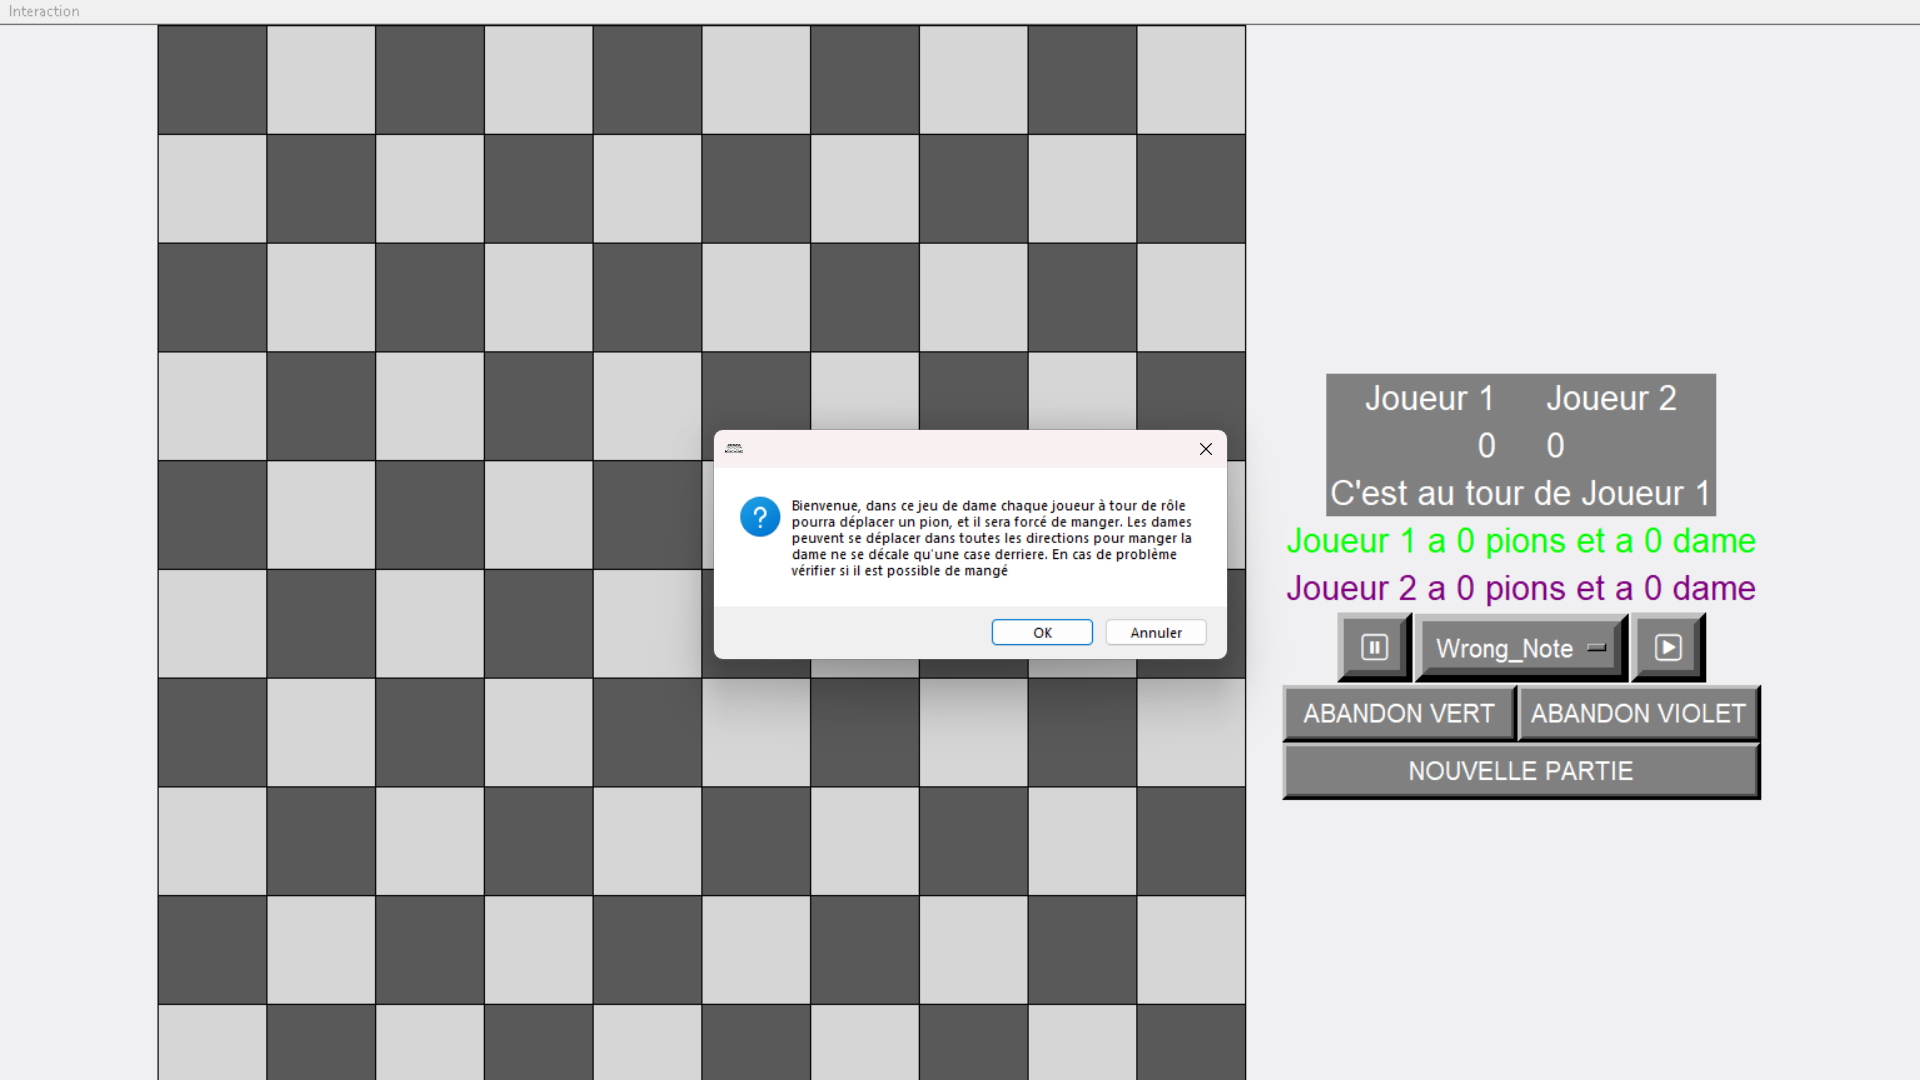 Interaction
Bienvenue, dans ce jeu de dame chaque joueur à tour de rôle
pourra déplacer un pion, et il sera forcé de manger. Les dames
peuvent se déplacer dans toutes les directions pour manger la
dame ne se décale qu'une case derriere. En cas de problème
vérifier si il est possible de mangé
OK
Annuler
Joueur 1 Joueur 2
0 0
C'est au tour de Joueur 1
Joueur 1 a 0 pions et a 0 dame
Joueur 2 a 0 pions et a 0 dame
Wrong_Note
ABANDON VERT
ABANDON VIOLET
NOUVELLE PARTIE